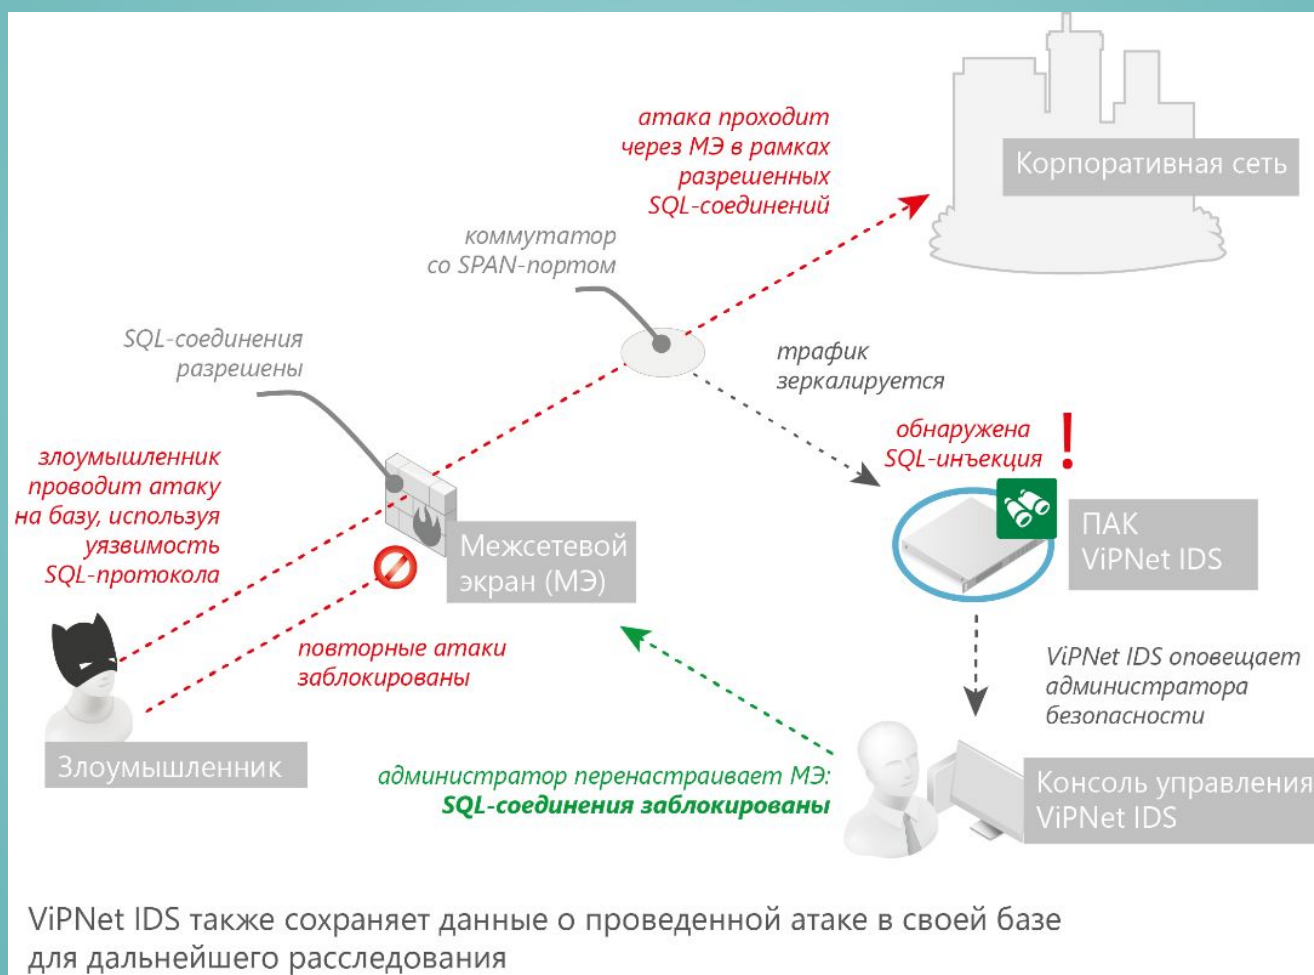 атака проходит
через МЭ в рамках
разрешенных
SQL-соединений
Корпоративная сеть
коммутатор
со SPAN-портом
SQL-соединения
разрешены
трафик
зеркалируется
обнаружена
SQL-инъекция
!
злоумышленник
проводит атаку
на базу, используя
уязвимость
SQL-протокола
Межсетевой
экран (МЭ)
ПАК
ViPNet IDS
повторные атаки
заблокированы
ViPNet IDS оповещает
администратора
безопасности
Злоумышленник
администратор перенастраивает МЭ:
SQL-соединения заблокированы
Консоль управления
ViPNet IDS
ViPNet IDS также сохраняет данные о проведенной атаке в своей базе
для дальнейшего расследования